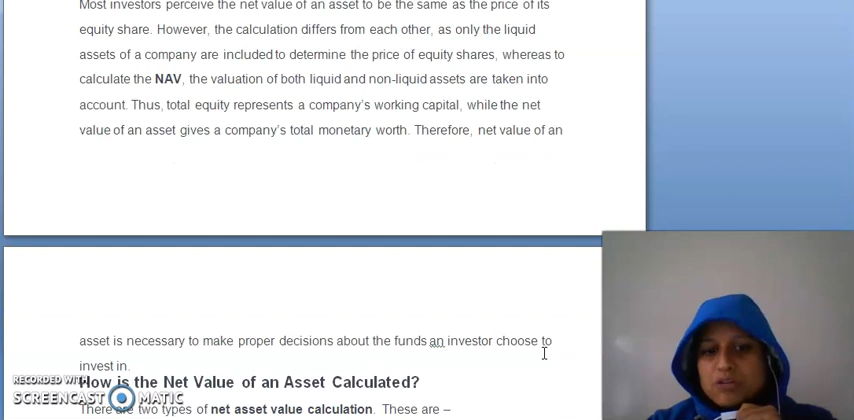 Most investors perceive the net value of an asset to be the same as the price of its
equity share. However, the calculation differs from each other, as only the liquid
assets of a company are included to determine the price of equity shares, whereas to
calculate the NAV, the valuation of both liquid and non-liquid assets are taken into
account. Thus, total equity represents a company's working capital, while the net
value of an asset gives a company's total monetary worth. Therefore, net value of an
asset is necessary to make proper decisions about the funds an investor choose to
invest in.
How is the Net Value of an Asset Calculated?
There are two types of net asset value calculation. These are –
RECORDED WITH
SCREENCAST MATIC